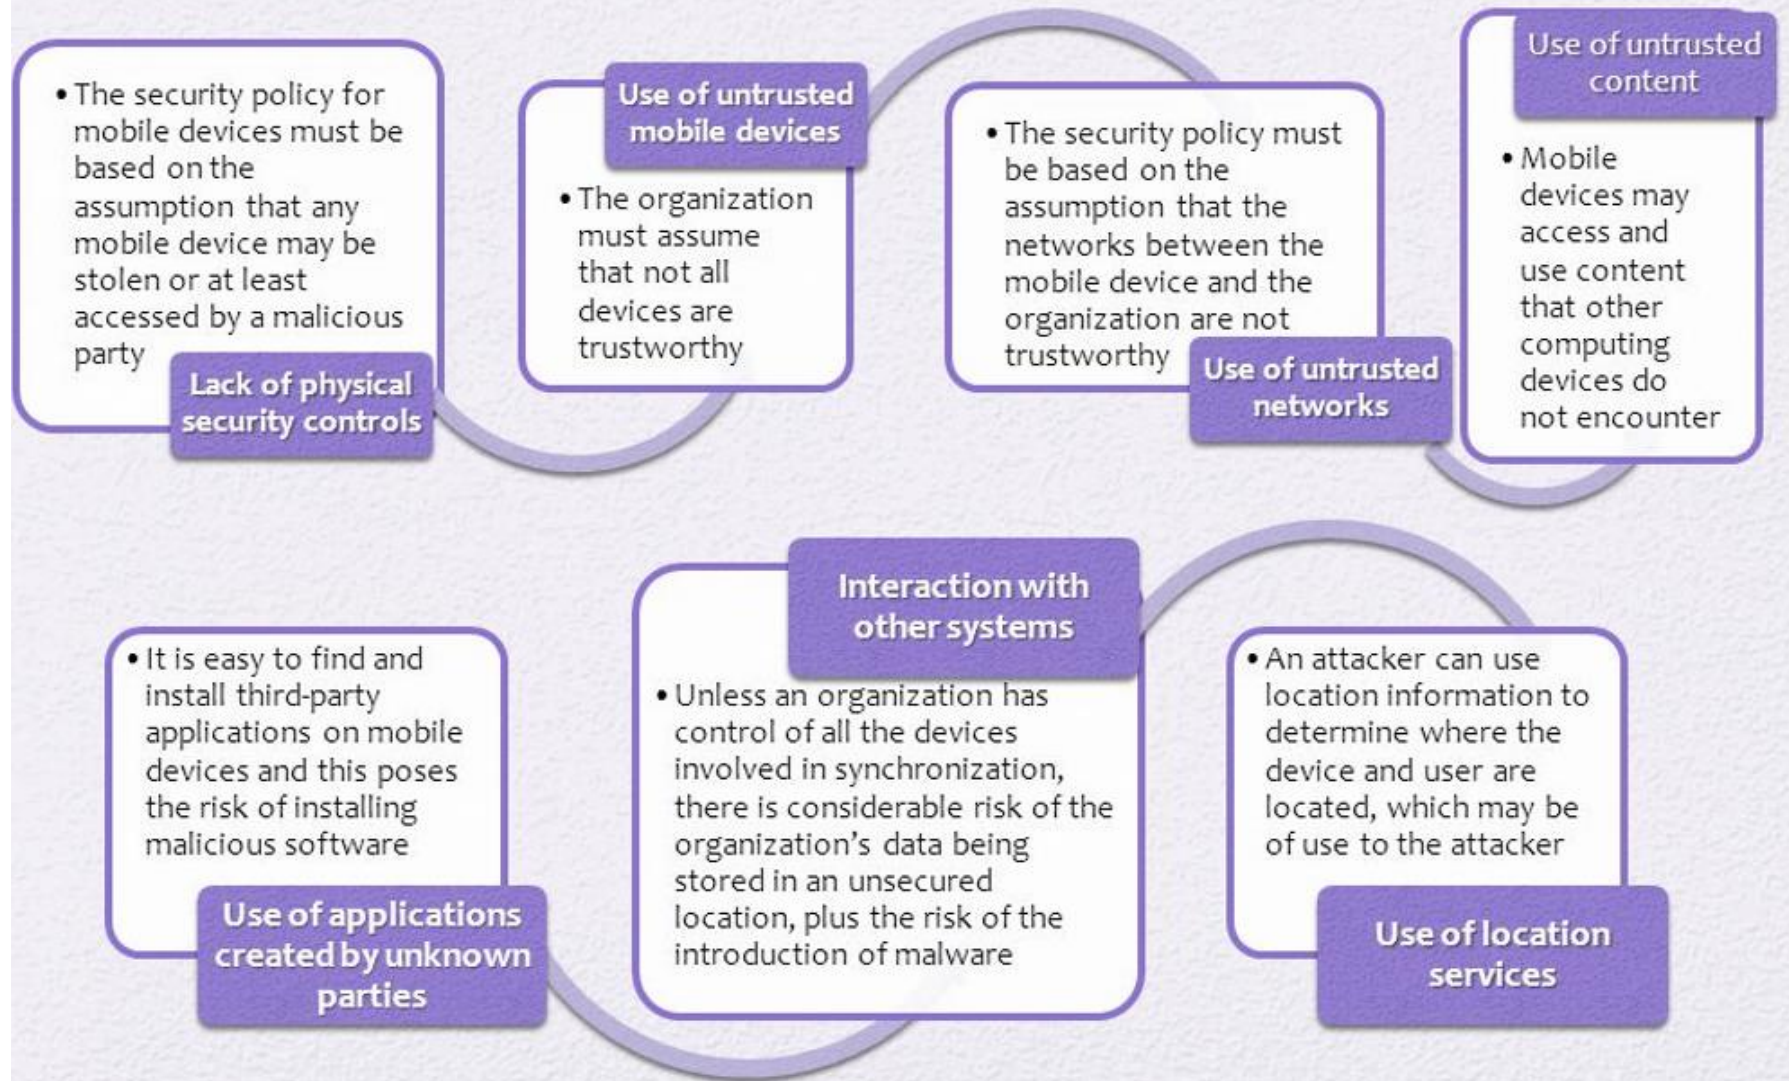 • The security policy for
mobile devices must be
based on the
assumption that any
mobile device may be
stolen or at least
accessed by a malicious
party
Lack of physical
security controls
Use of untrusted
mobile devices
• The organization
must assume
that not all
devices are
trustworthy
• The security policy must
be based on the
assumption that the
networks between the
mobile device and the
organization are not
trustworthy
Use of untrusted
networks
Use of untrusted
content
• Mobile
devices may
access and
use content
that other
computing
devices do
not encounter
• It is easy to find and
install third-party
applications on mobile
devices and this poses
the risk of installing
malicious software
Use of applications
created by unknown
parties
Interaction with
other systems
• Unless an organization has
control of all the devices
involved in synchronization,
there is considerable risk of the
organization's data being
stored in an unsecured
location, plus the risk of the
introduction of malware
• An attacker can use
location information to
determine where the
device and user are
located, which may be
of use to the attacker
Use of location
services